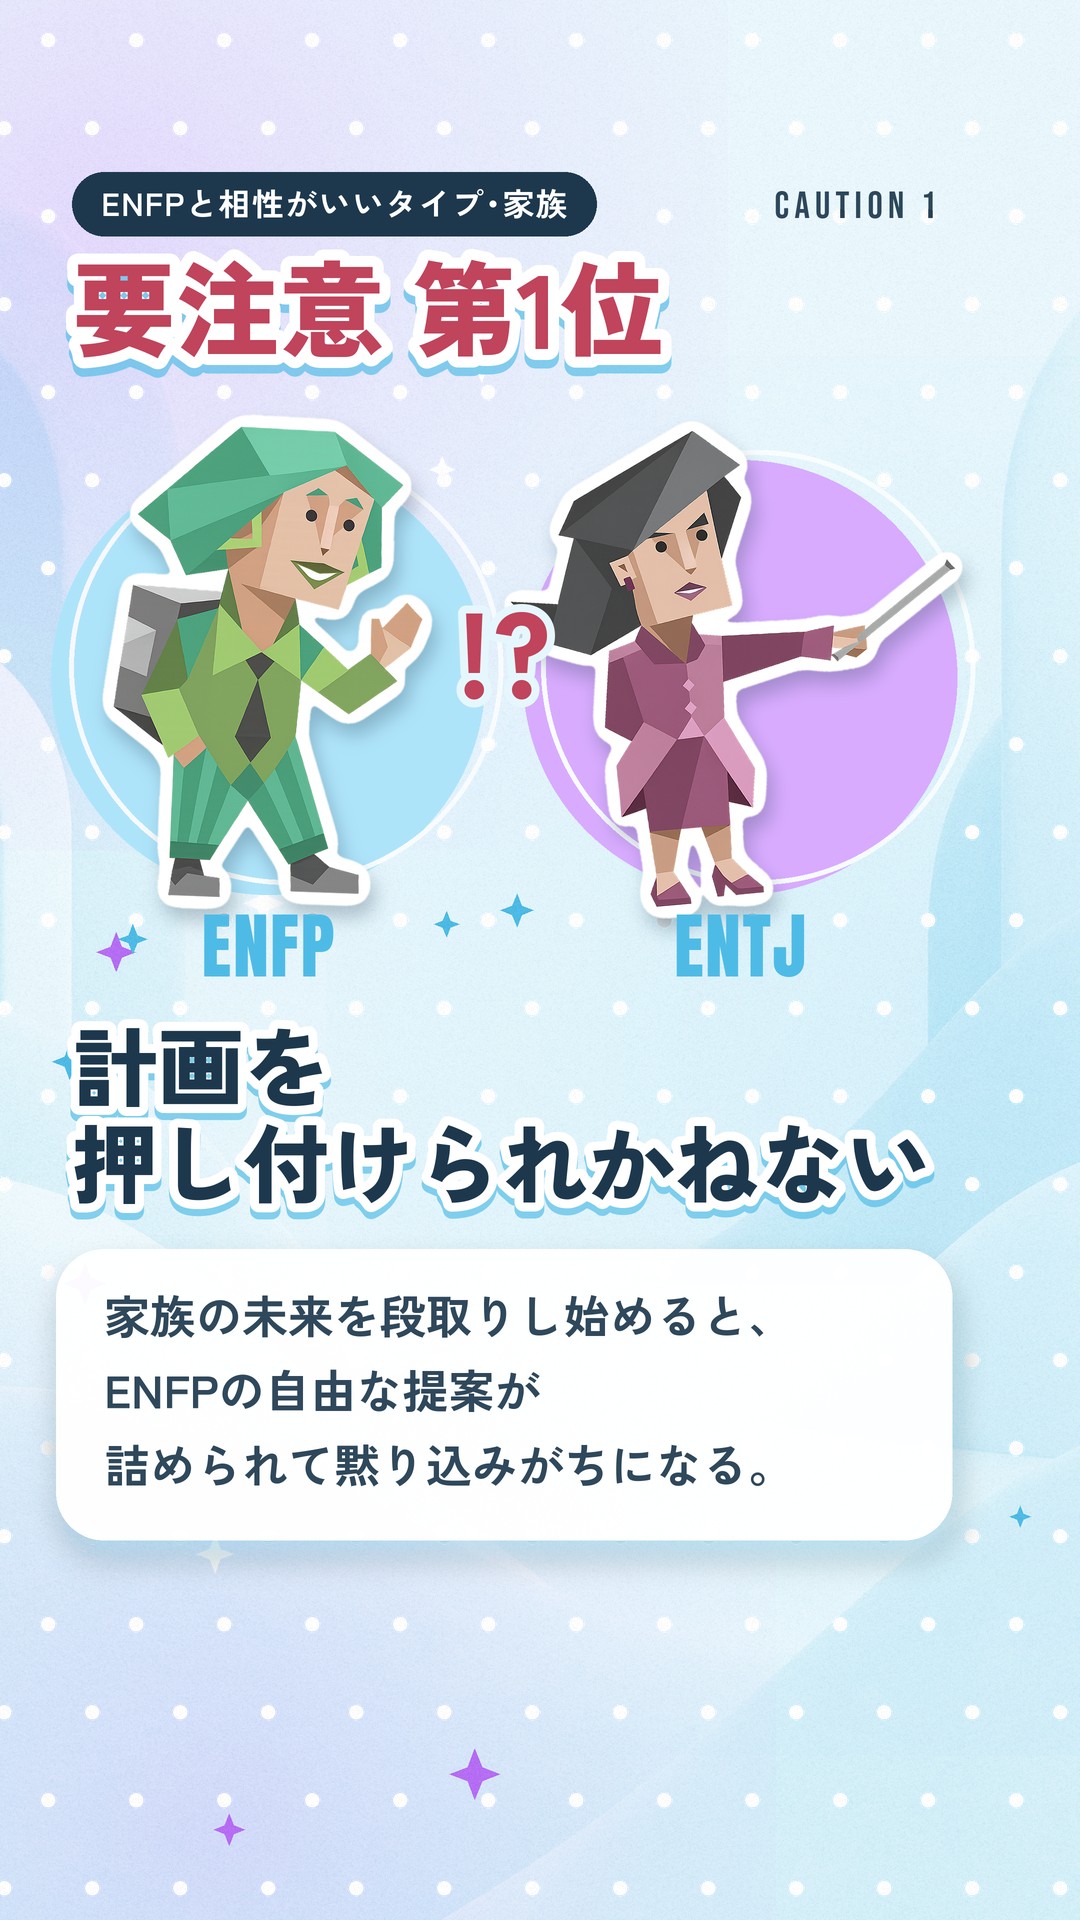 ENFPと相性がいいタイプ・家族
CAUTION 1
要注意 第1位
!?
ENFP
ENTJ
計画を
押し付けられかねない
家族の未来を段取りし始めると、
ENFPの自由な提案が
詰められて黙り込みがちになる。